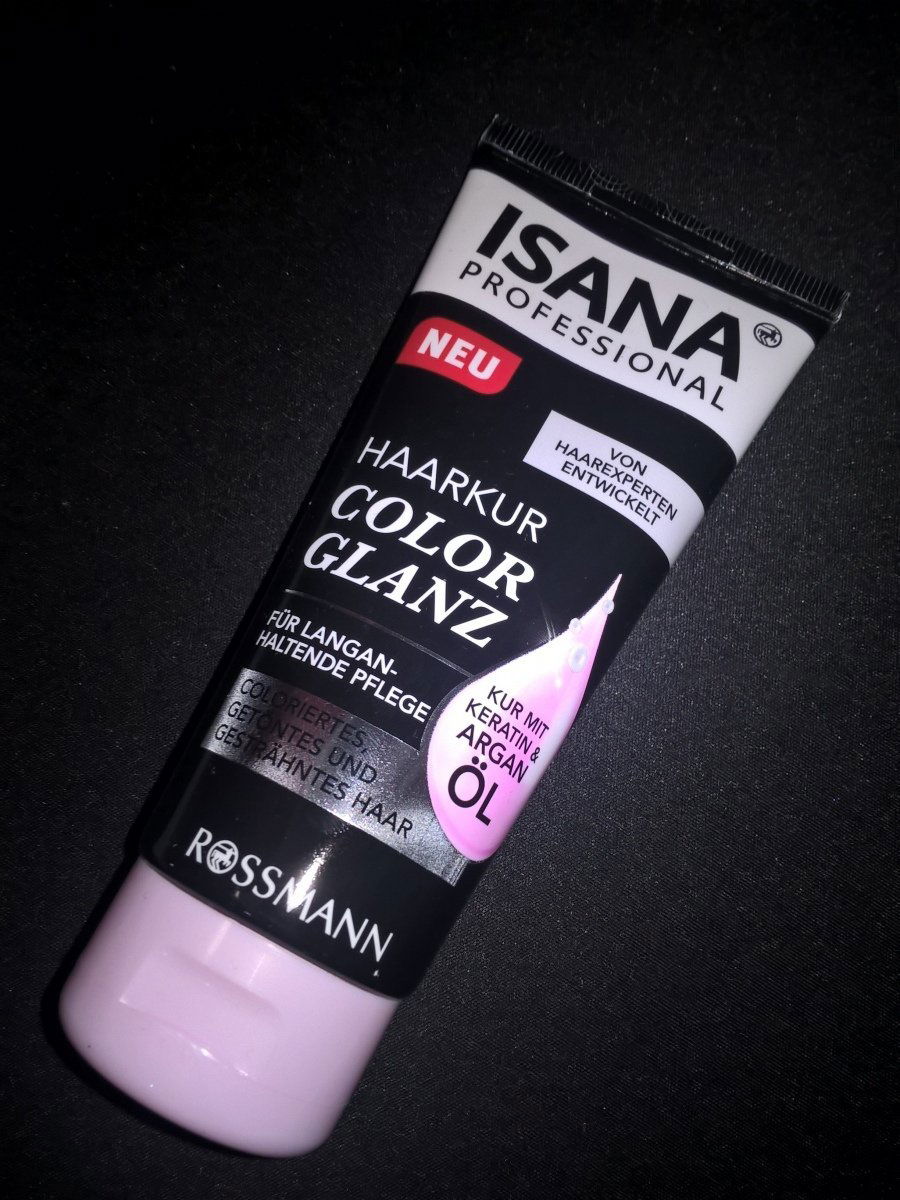 ISANA
PROFESSIONAL
NEU
VON
HAAREXPERTEN
ENTWICKELT
HAARKUR
COLOR
GLANZ
FÜR LANGAN-
HALTENDE PFLEGE
COLORIERTES,
GETÖNTES UND
GESTRÄHNTES HAAR
KUR MIT
KERATIN &
ARGAN
ÖL
ROSSMANN